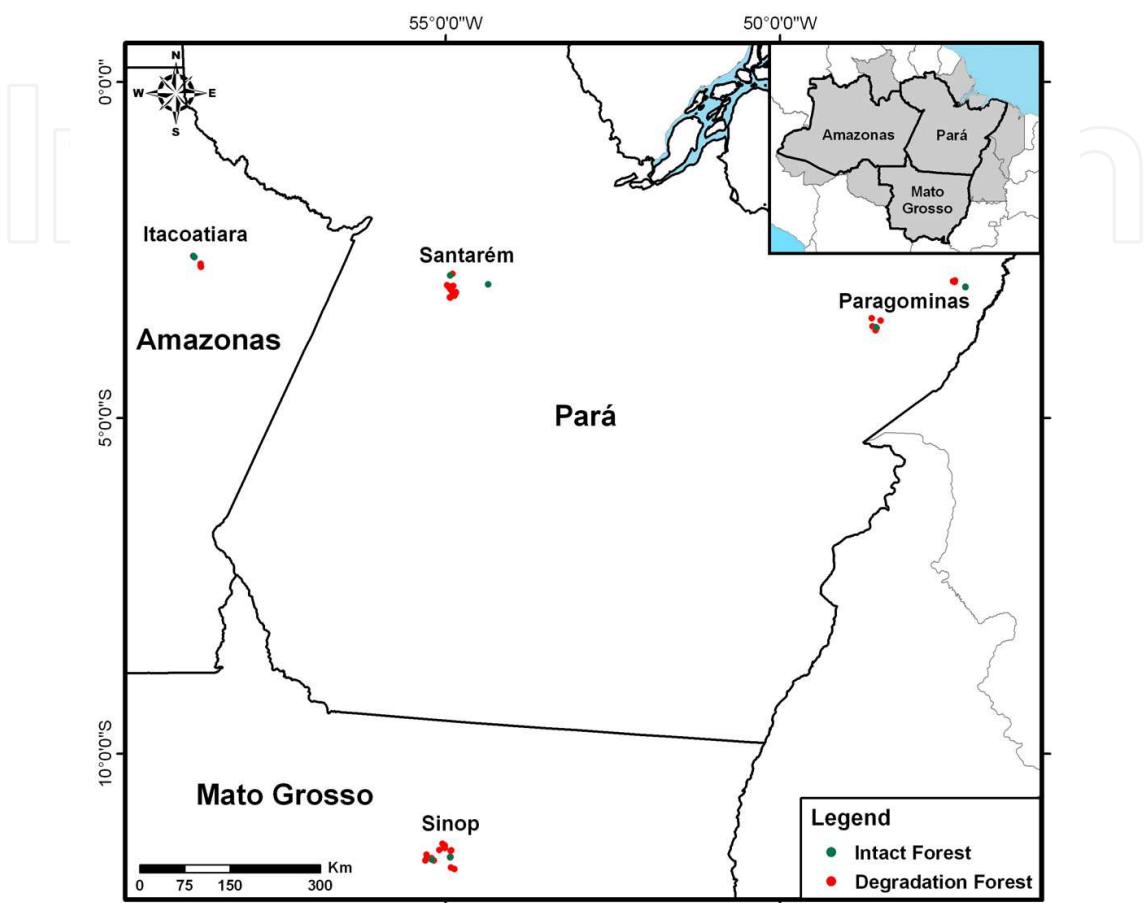 55°0'0"W
50°0'0"W
N
W
E
S
0°0'0"
Amazonas
Pará
Mato
Grosso
Itacoatiara
Santarém
Paragominas
Amazonas
5°0'0"S
Pará
10°0'0"S
Mato Grosso
Sinop
Legend
Intact Forest
Degradation Forest
Km
0 75 150 300